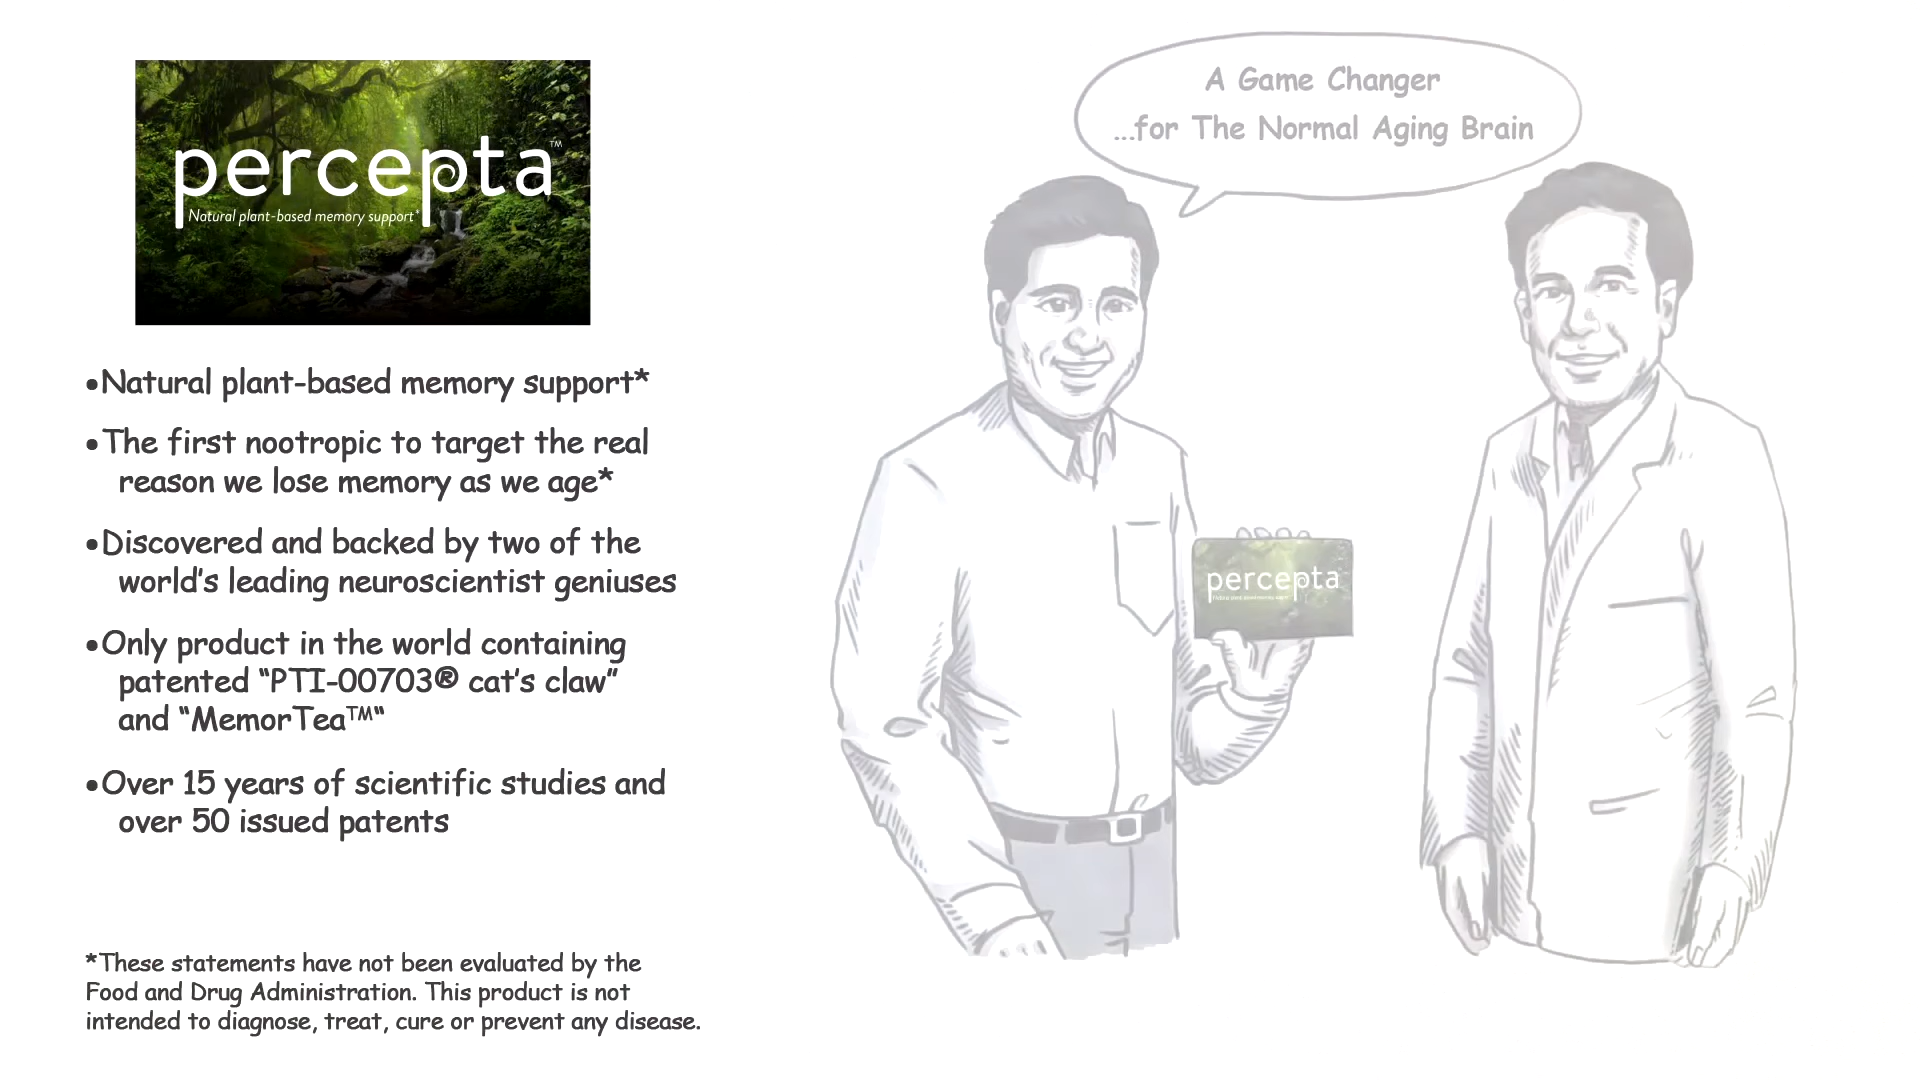 percepta™
Natural plant-based memory support*
•Natural plant-based memory support*
•The first nootropic to target the real
reason we lose memory as we age*
•Discovered and backed by two of the
world's leading neuroscientist geniuses
•Only product in the world containing
patented “PTI-00703® cat's claw”
and “MemorTea™“
•Over 15 years of scientific studies and
over 50 issued patents
*These statements have not been evaluated by the
Food and Drug Administration. This product is not
intended to diagnose, treat, cure or prevent any disease.
A Game Changer
...for The Normal Aging Brain
percepta